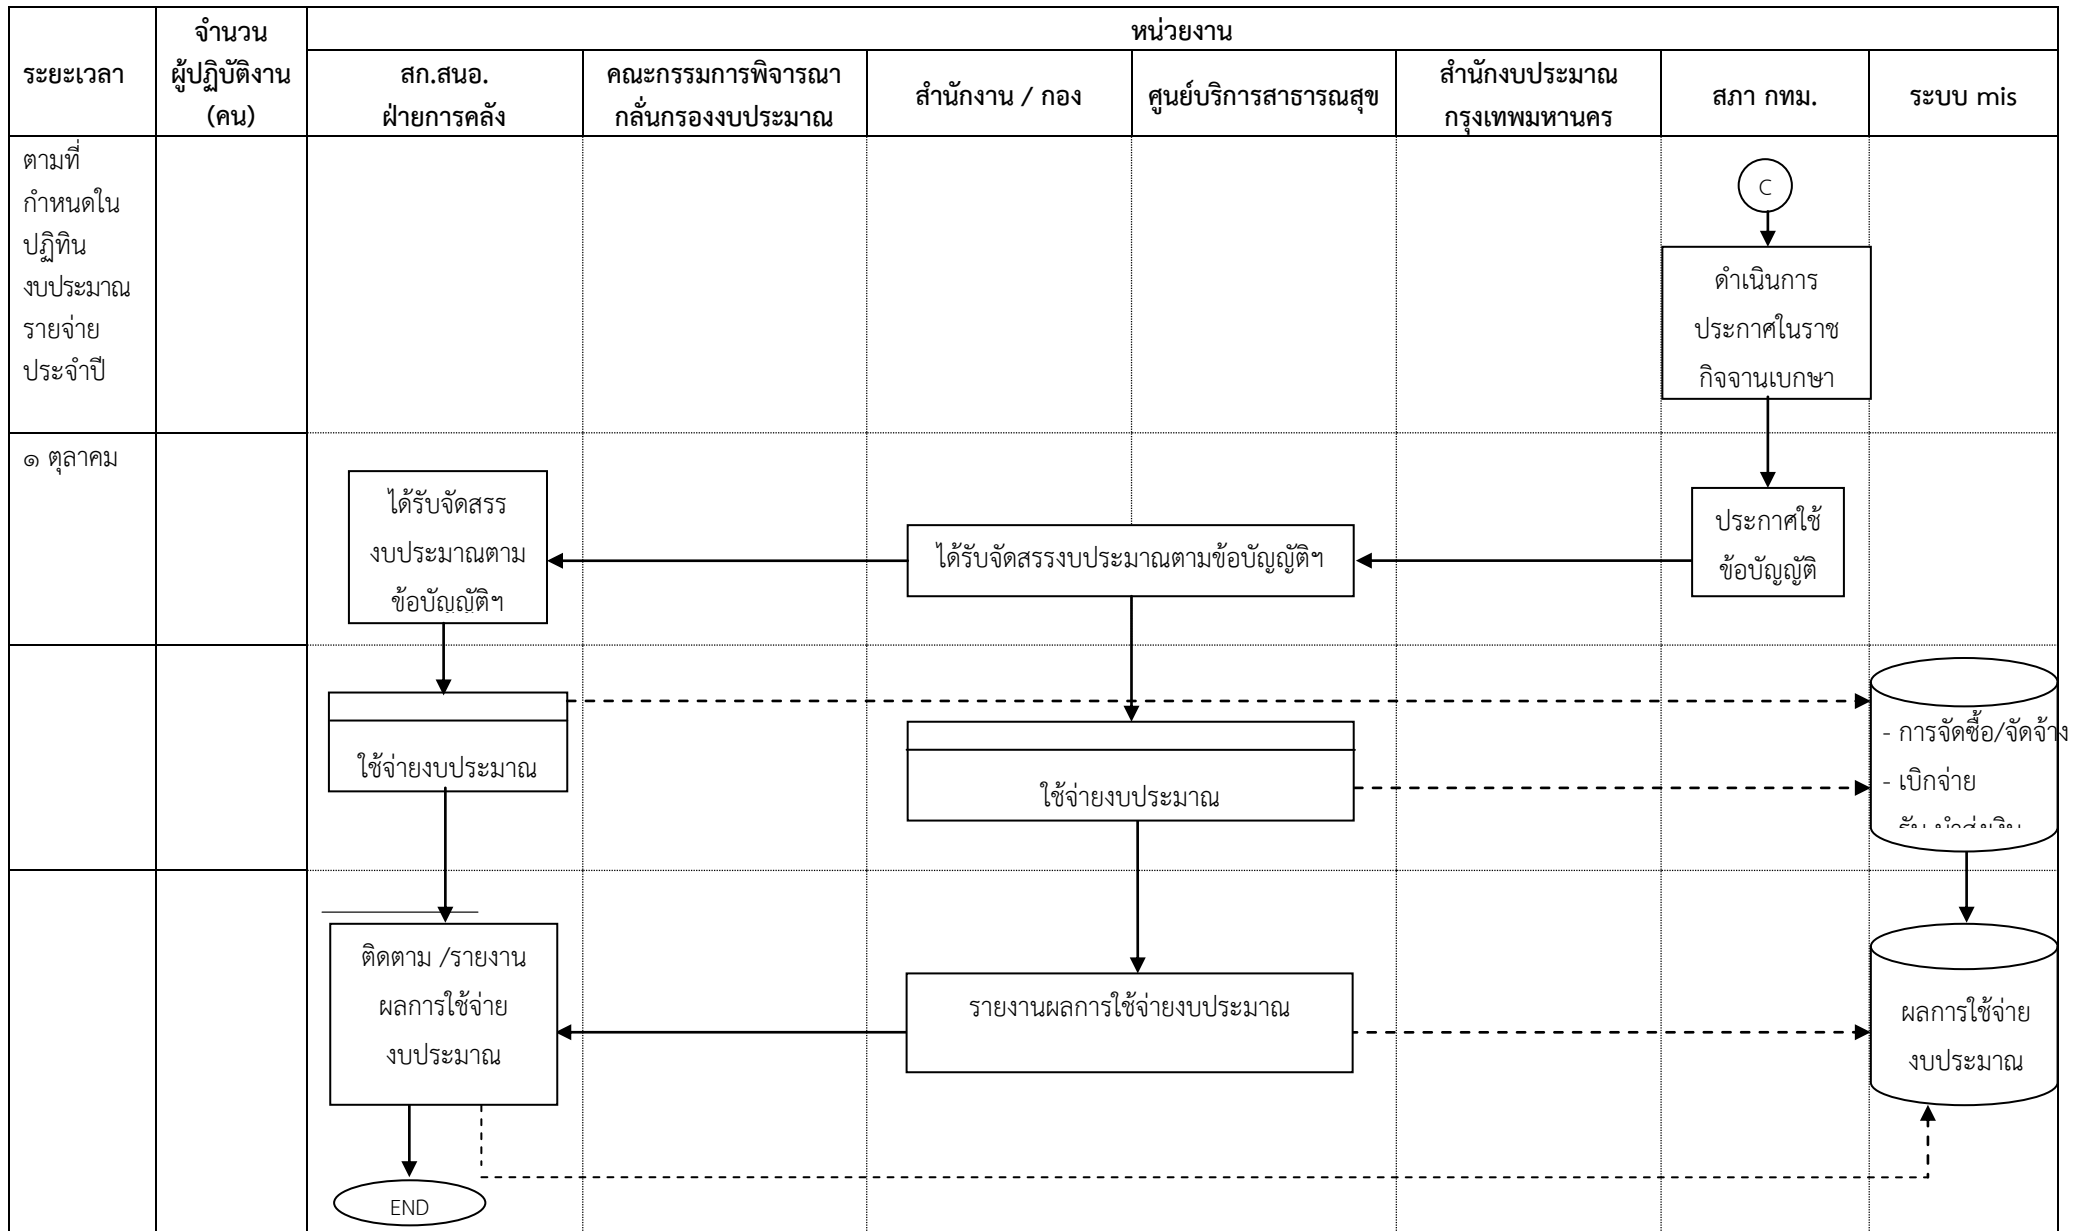 ระยะเวลา
จำนวน
ผู้ปฏิบัติงาน
(คน)
หน่วยงาน
สก.สนอ.
ฝ่ายการคลัง
คณะกรรมการพิจารณา
กลั่นกรองงบประมาณ
สำนักงาน / กอง
ศูนย์บริการสาธารณสุข
สำนักงบประมาณ
กรุงเทพมหานคร
สภา กทม.
ระบบ mis
ตามที่
กำหนดใน
ปฏิทิน
งบประมาณ
รายจ่าย
ประจำปี
C
ดำเนินการ
ประกาศในราช
กิจจานเบกษา
๑ ตุลาคม
ได้รับจัดสรร
งบประมาณตาม
ข้อบัญญัติฯ
ได้รับจัดสรรงบประมาณตามข้อบัญญัติฯ
ประกาศใช้
ข้อบัญญัติ
ใช้จ่ายงบประมาณ
ใช้จ่ายงบประมาณ
- การจัดซื้อ/จัดจ้าง
- เบิกจ่าย
ติดตาม /รายงาน
ผลการใช้จ่าย
งบประมาณ
รายงานผลการใช้จ่ายงบประมาณ
ผลการใช้จ่าย
งบประมาณ
END